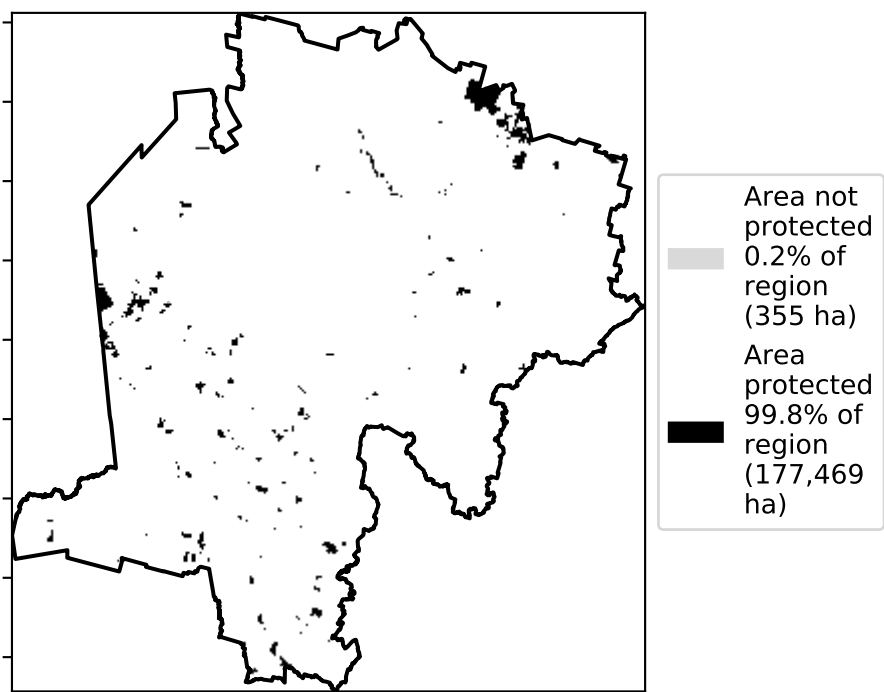 Area not
protected
0.2% of
region
(355 ha)
Area
protected
99.8% of
region
(177,469
ha)